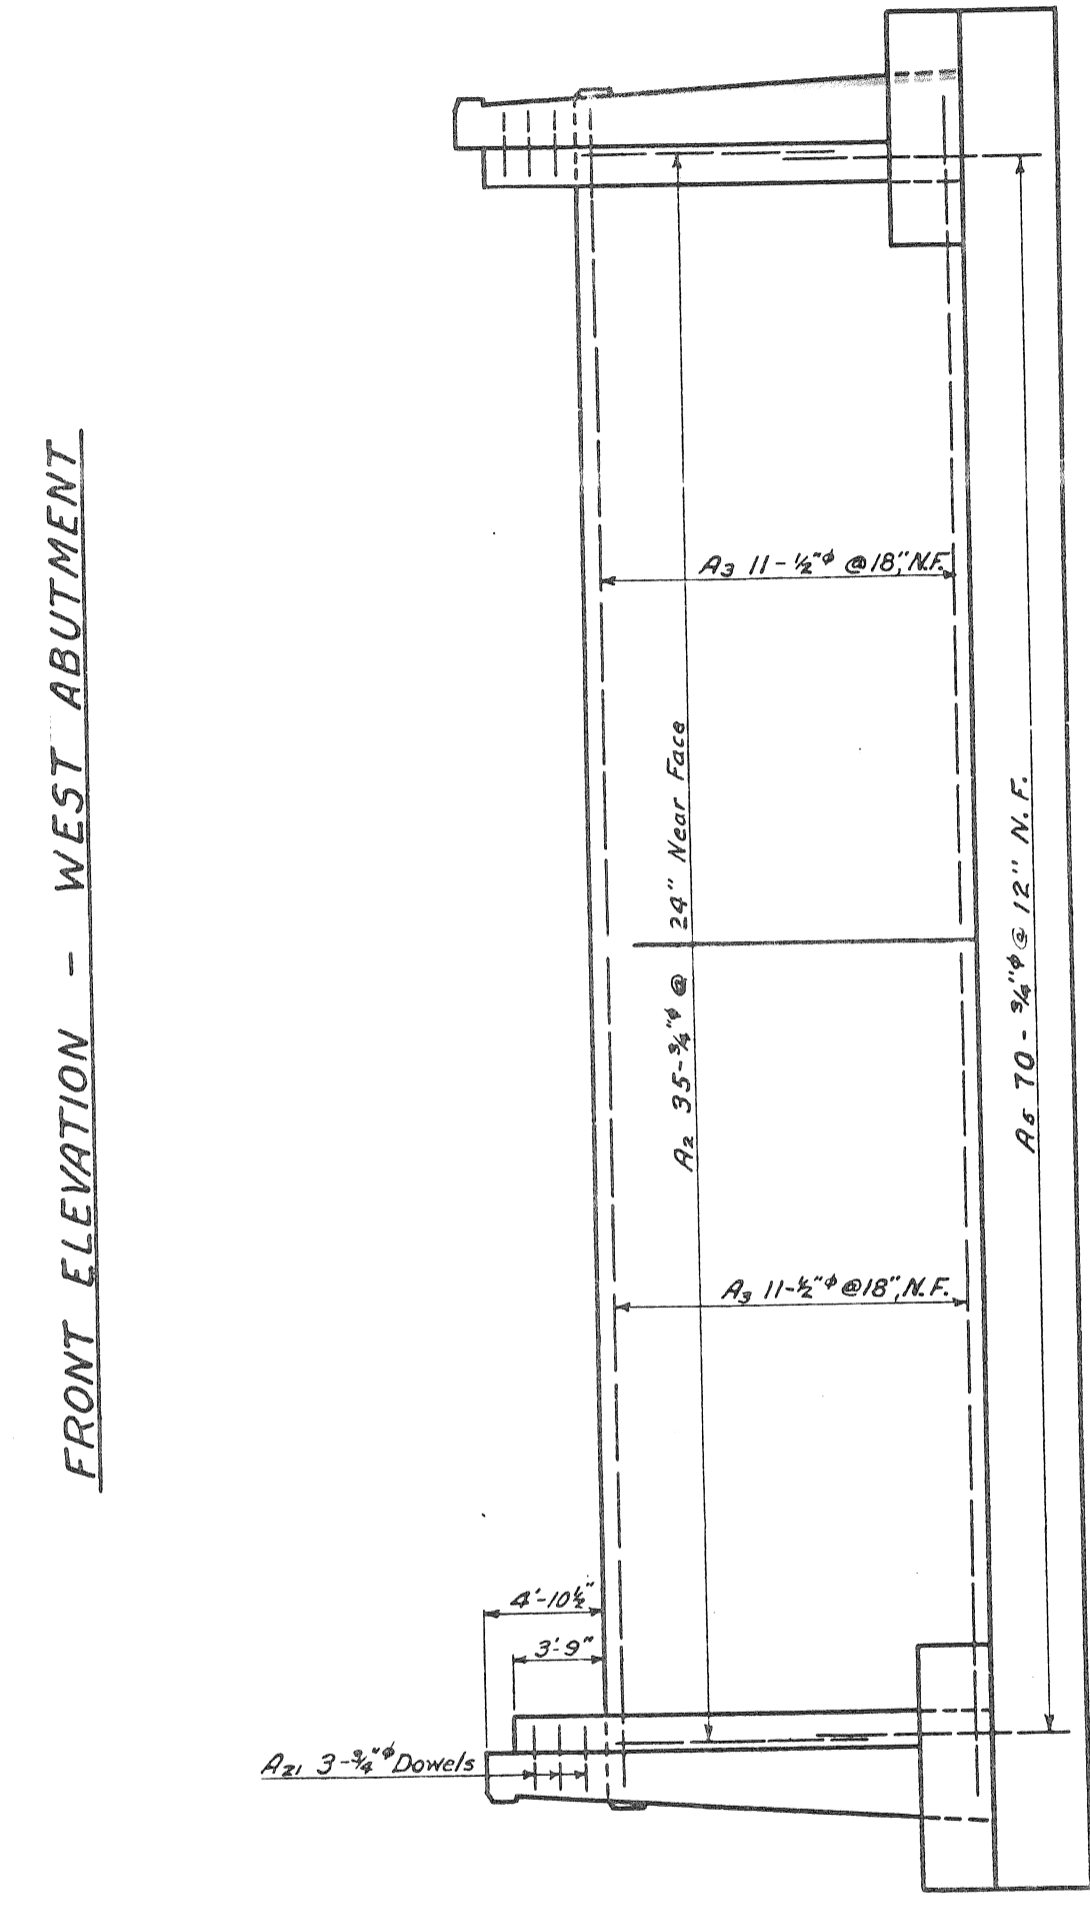 FRONT ELEVATION - WEST ABUTMENT
4'-10½"
3'-9"
A21 3-¾"ϕ Dowels
A3 11-½"ϕ @18", N.F.
A3 11-½"ϕ @18", N.F.
A2 35-¾"ϕ @ 24" Near Face
A5 70-¾"ϕ @ 12" N.F.